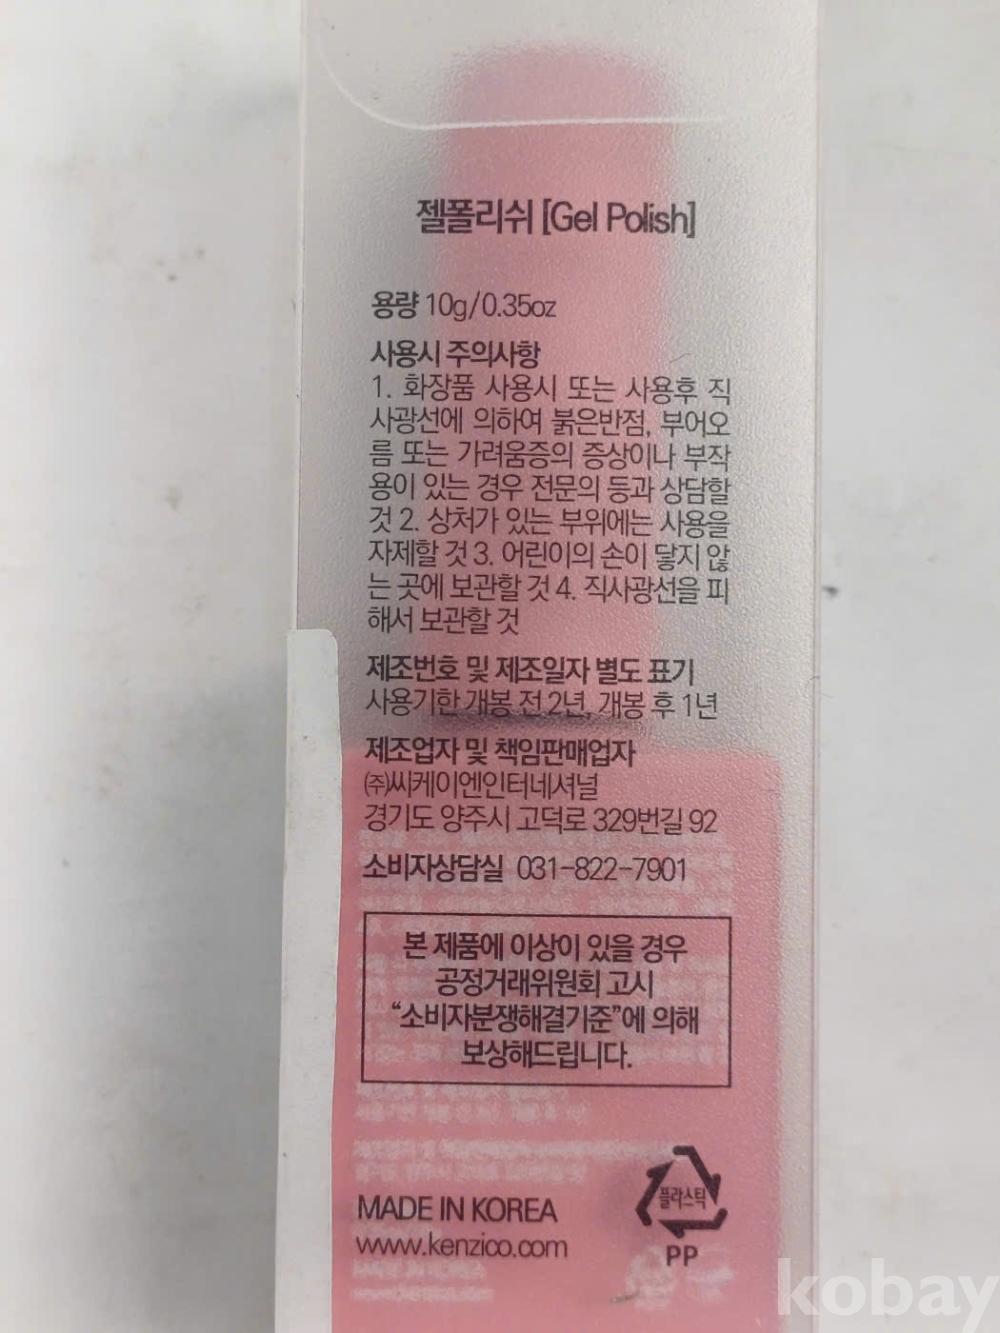 젤폴리쉬 [Gel Polish]
용량 10g/0.35oz
사용시 주의사항
1. 화장품 사용시 또는 사용후 직
사광선에 의하여 붉은반점, 부어오
름 또는 가려움증의 증상이나 부작
용이 있는 경우 전문의 등과 상담할
것 2. 상처가 있는 부위에는 사용을
자제할 것 3. 어린이의 손이 닿지 않
는 곳에 보관할 것 4. 직사광선을 피
해서 보관할 것
제조번호 및 제조일자 별도 표기
사용기한 개봉 전 2년, 개봉 후 1년
제조업자 및 책임판매업자
㈜씨케이엔인터네셔널
경기도 양주시 고덕로 329번길 92
소비자상담실 031-822-7901
본 제품에 이상이 있을 경우
공정거래위원회 고시
“소비자분쟁해결기준”에 의해
보상해드립니다.
플라스틱
PP
MADE IN KOREA
www.kenzico.com
kobay